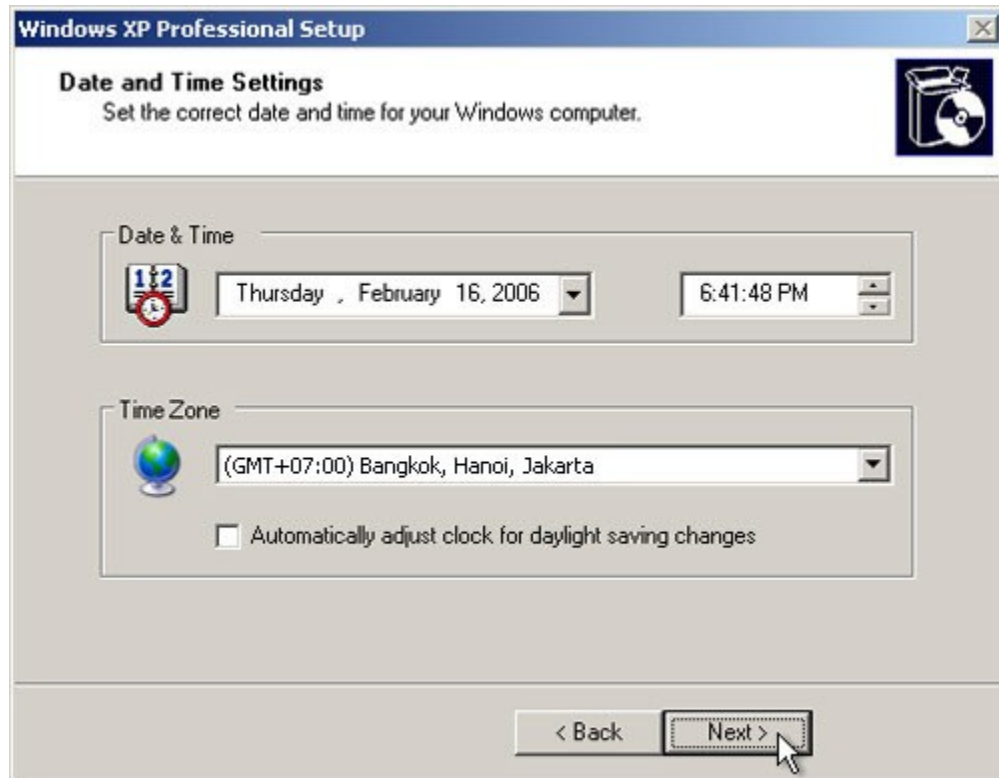 Windows XP Professional Setup
Date and Time Settings
Set the correct date and time for your Windows computer.
Date & Time
1 2
Thursday , February 16, 2006 6:41:48 PM
Time Zone
(GMT+07:00) Bangkok, Hanoi, Jakarta
Automatically adjust clock for daylight saving changes
< Back Next >